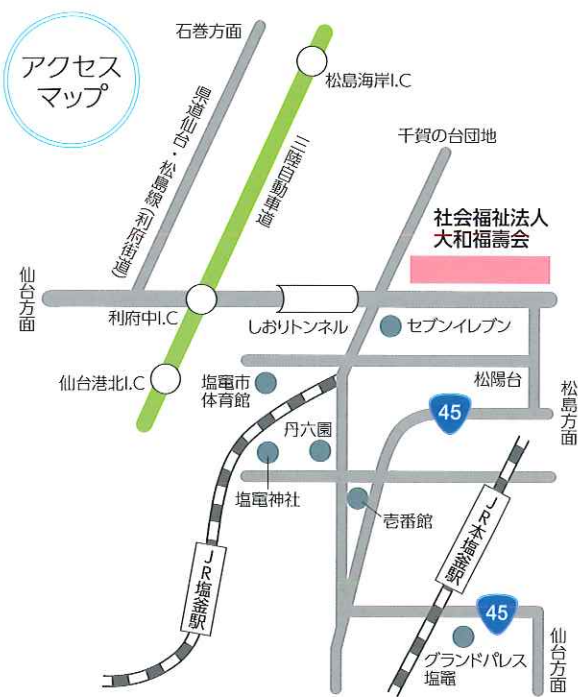 アクセス
マップ
石巻方面
松島海岸I.C
県道仙台・松島線(利府街道)
三陸自動車道
千賀の台団地
社会福祉法人
大和福壽会
仙台方面
利府中I.C
しおりトンネル
セブンイレブン
仙台港北I.C
塩竈市
体育館
松陽台
松島方面
45
丹六園
塩竈神社
壱番館
JR本塩釜駅
JR塩釜駅
45
グランドパレス
塩竈
仙台方面